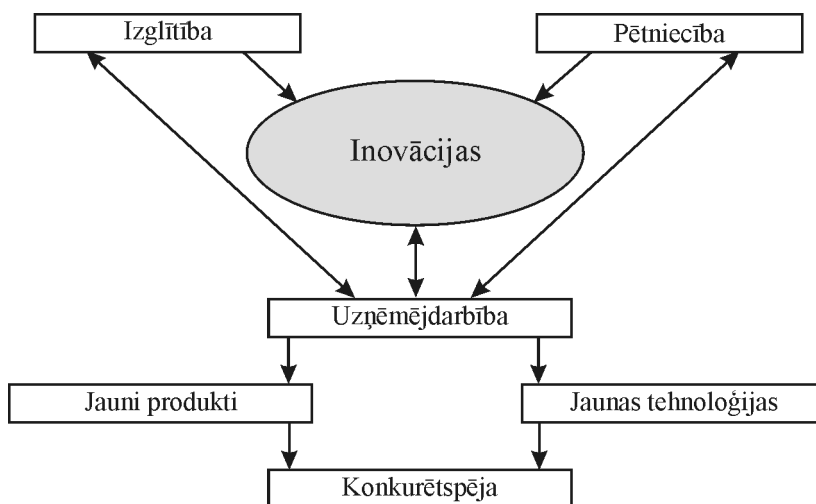 Izglītība
Pētniecība
Inovācijas
Uzņēmējdarbība
Jauni produkti
Jaunas tehnoloģijas
Konkurētspēja